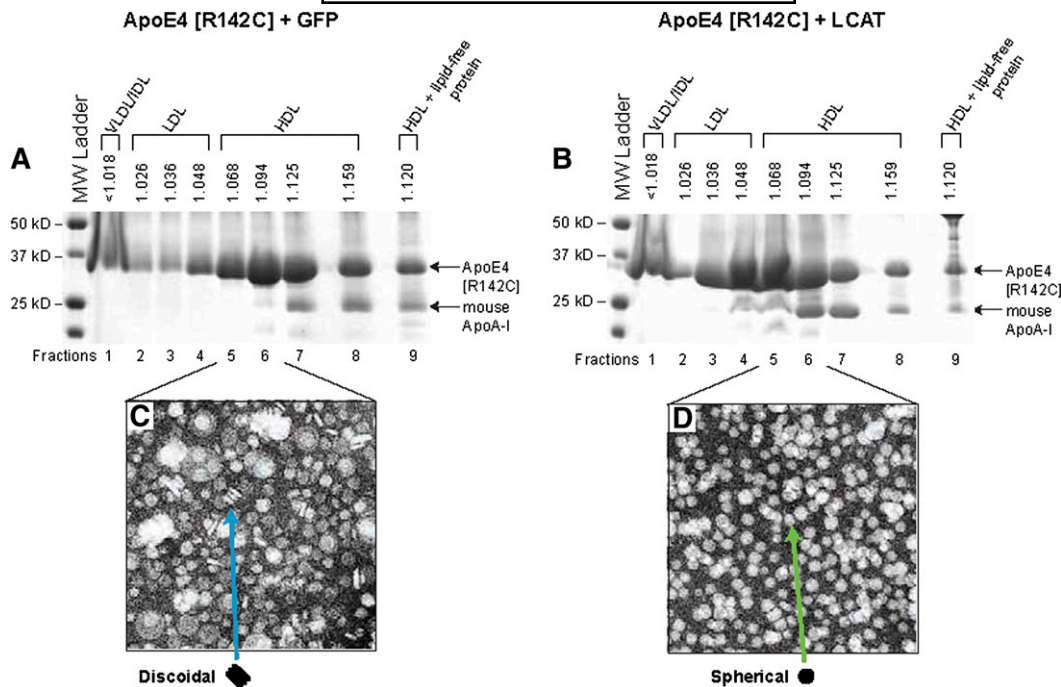 ApoE4 [R142C] + GFP
A
MW Ladder
VLDL/IDL
LDL
HDL
HDL + lipid-free protein
<1.018
1.026
1.036
1.048
1.068
1.094
1.125
1.159
1.120
50 kD –
37 kD –
25 kD –
ApoE4
[R142C]
mouse
ApoA-I
Fractions 1 2 3 4 5 6 7 8 9
C
Discoidal
ApoE4 [R142C] + LCAT
B
MW Ladder
VLDL/IDL
LDL
HDL
HDL + lipid-free protein
<1.018
1.026
1.036
1.048
1.068
1.094
1.125
1.159
1.120
50 kD –
37 kD –
25 kD –
ApoE4
[R142C]
mouse
ApoA-I
Fractions 1 2 3 4 5 6 7 8 9
D
Spherical